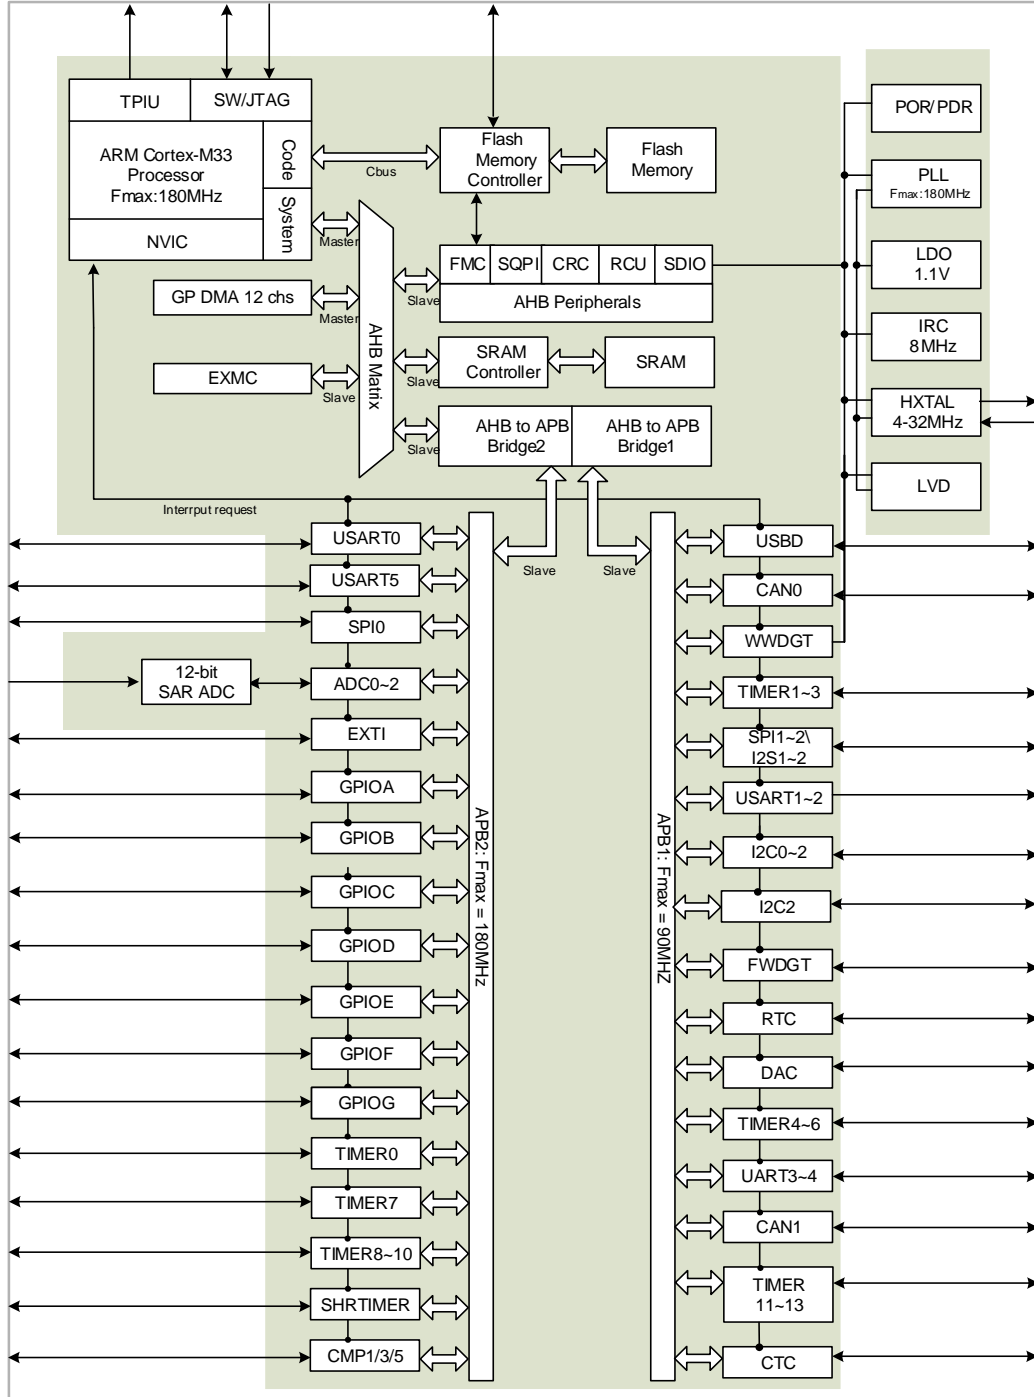 TPIU
SW/JTAG
POR/PDR
ARM Cortex-M33
Processor
Fmax:180MHz
Code
System
NVIC
Cbus
Flash
Memory
Controller
Flash
Memory
PLL
Fmax:180MHz
Master
FMC
SQPI
CRC
RCU
SDIO
AHB Peripherals
Slave
LDO
1.1V
GP DMA 12 chs
Master
AHB Matrix
IRC
8MHz
EXMC
Slave
SRAM
Controller
SRAM
Slave
HXTAL
4-32MHz
AHB to APB
Bridge2
AHB to APB
Bridge1
Slave
LVD
Interrput request
Slave
Slave
USART0
USART5
SPI0
12-bit
SAR ADC
ADC0~2
EXTI
GPIOA
GPIOB
GPIOC
GPIOD
GPIOE
GPIOF
GPIOG
TIMER0
TIMER7
TIMER8~10
SHRTIMER
CMP1/3/5
APB2: Fmax = 180MHz
APB1: Fmax = 90MHZ
USBD
CAN0
WWDGT
TIMER1~3
SPI1~2\
I2S1~2
USART1~2
I2C0~2
I2C2
FWDGT
RTC
DAC
TIMER4~6
UART3~4
CAN1
TIMER
11~13
CTC